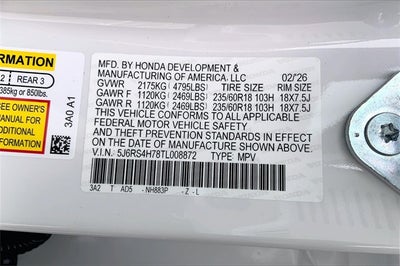 MFD. BY HONDA DEVELOPMENT &
MANUFACTURING OF AMERICA, LLC 02/'26
GVWR 2175KG (4795LBS) TIRE SIZE RIM SIZE
GAWR F 1120KG (2469LBS) 235/60R18 103H 18X7.5J
GAWR R 1120KG (2469LBS) 235/60R18 103H 18X7.5J
THIS VEHICLE CONFORMS TO ALL APPLICABLE
FEDERAL MOTOR VEHICLE SAFETY
AND THEFT PREVENTION STANDARDS IN EFFECT
ON THE DATE OF MANUFACTURE SHOWN ABOVE.
V.I.N. 5J6RS4H78TL008872 TYPE MPV
3A2 T AD5 - NH883P - Z - L
3A0 A1
FORMATION
2 REAR 3
385kg or 850lbs.
SEE OWNER'S
MANUAL FOR
ADDITIONAL
NFORMATION